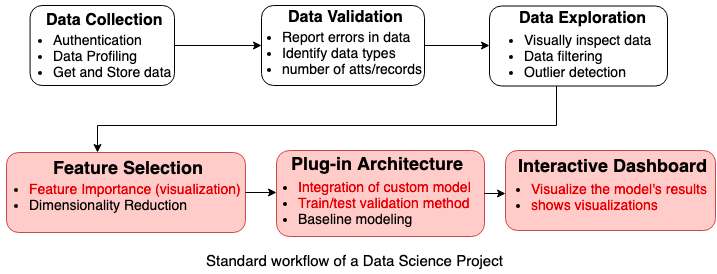 Data Collection
• Authentication
• Data Profiling
• Get and Store data
Data Validation
• Report errors in data
• Identify data types
• number of atts/records
Data Exploration
• Visually inspect data
• Data filtering
• Outlier detection
Feature Selection
• Feature Importance (visualization)
• Dimensionality Reduction
Plug-in Architecture
• Integration of custom model
• Train/test validation method
• Baseline modeling
Interactive Dashboard
• Visualize the model's results
• shows visualizations
Standard workflow of a Data Science Project